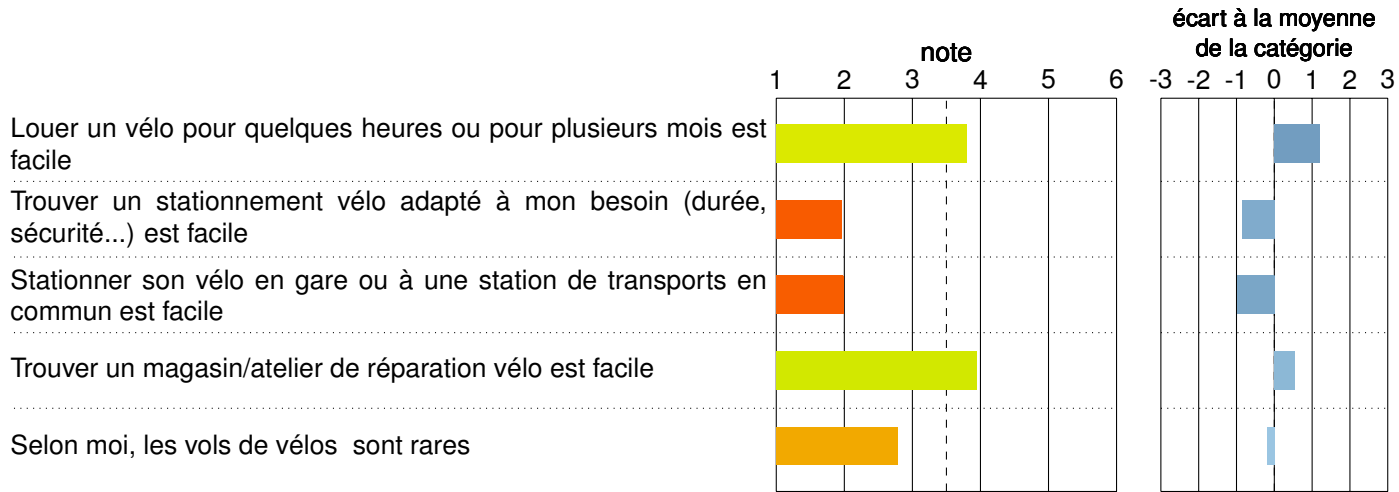 écart à la moyenne
de la catégorie
note
1 2 3 4 5 6
-3 -2 -1 0 1 2 3
Louer un vélo pour quelques heures ou pour plusieurs mois est
facile
Trouver un stationnement vélo adapté à mon besoin (durée,
sécurité...) est facile
Stationner son vélo en gare ou à une station de transports en
commun est facile
Trouver un magasin/atelier de réparation vélo est facile
Selon moi, les vols de vélos sont rares